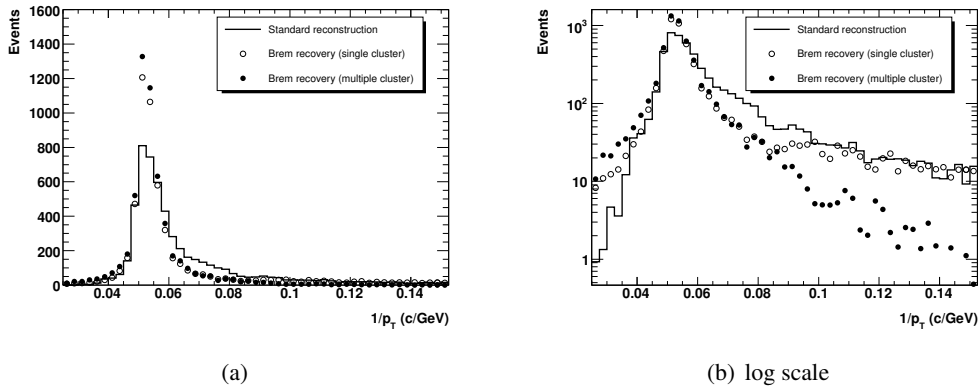 Events
1600
1400
1200
1000
800
600
400
200
0
Standard reconstruction
Brem recovery (single cluster)
Brem recovery (multiple cluster)
0.04 0.06 0.08 0.1 0.12 0.14
1/p_T (c/GeV)
(a)
Events
10^3
10^2
10
1
Standard reconstruction
Brem recovery (single cluster)
Brem recovery (multiple cluster)
0.04 0.06 0.08 0.1 0.12 0.14
1/p_T (c/GeV)
(b) log scale